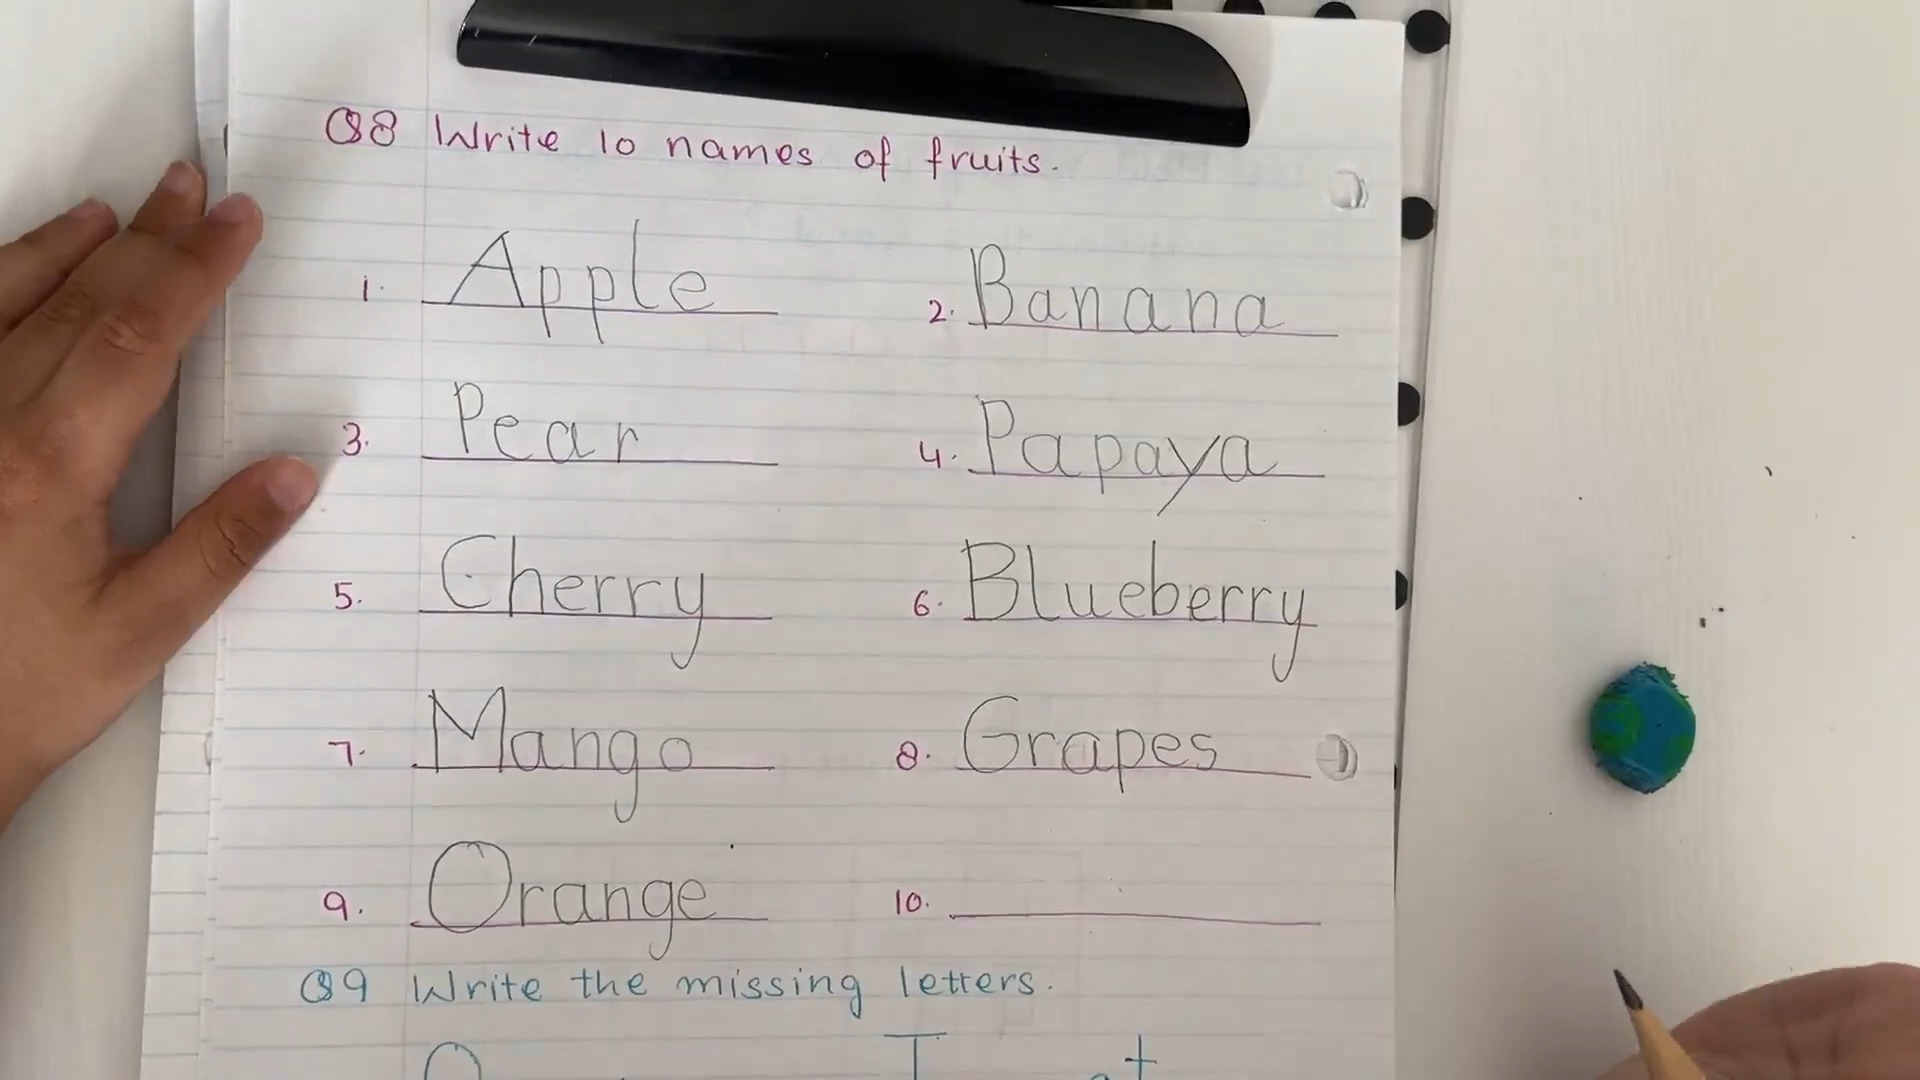 Q8 Write 10 names of fruits.
1. Apple 2. Banana
3. Pear 4. Papaya
5. Cherry 6. Blueberry
7. Mango 8. Grapes
9. Orange 10.
Q9 Write the missing letters.